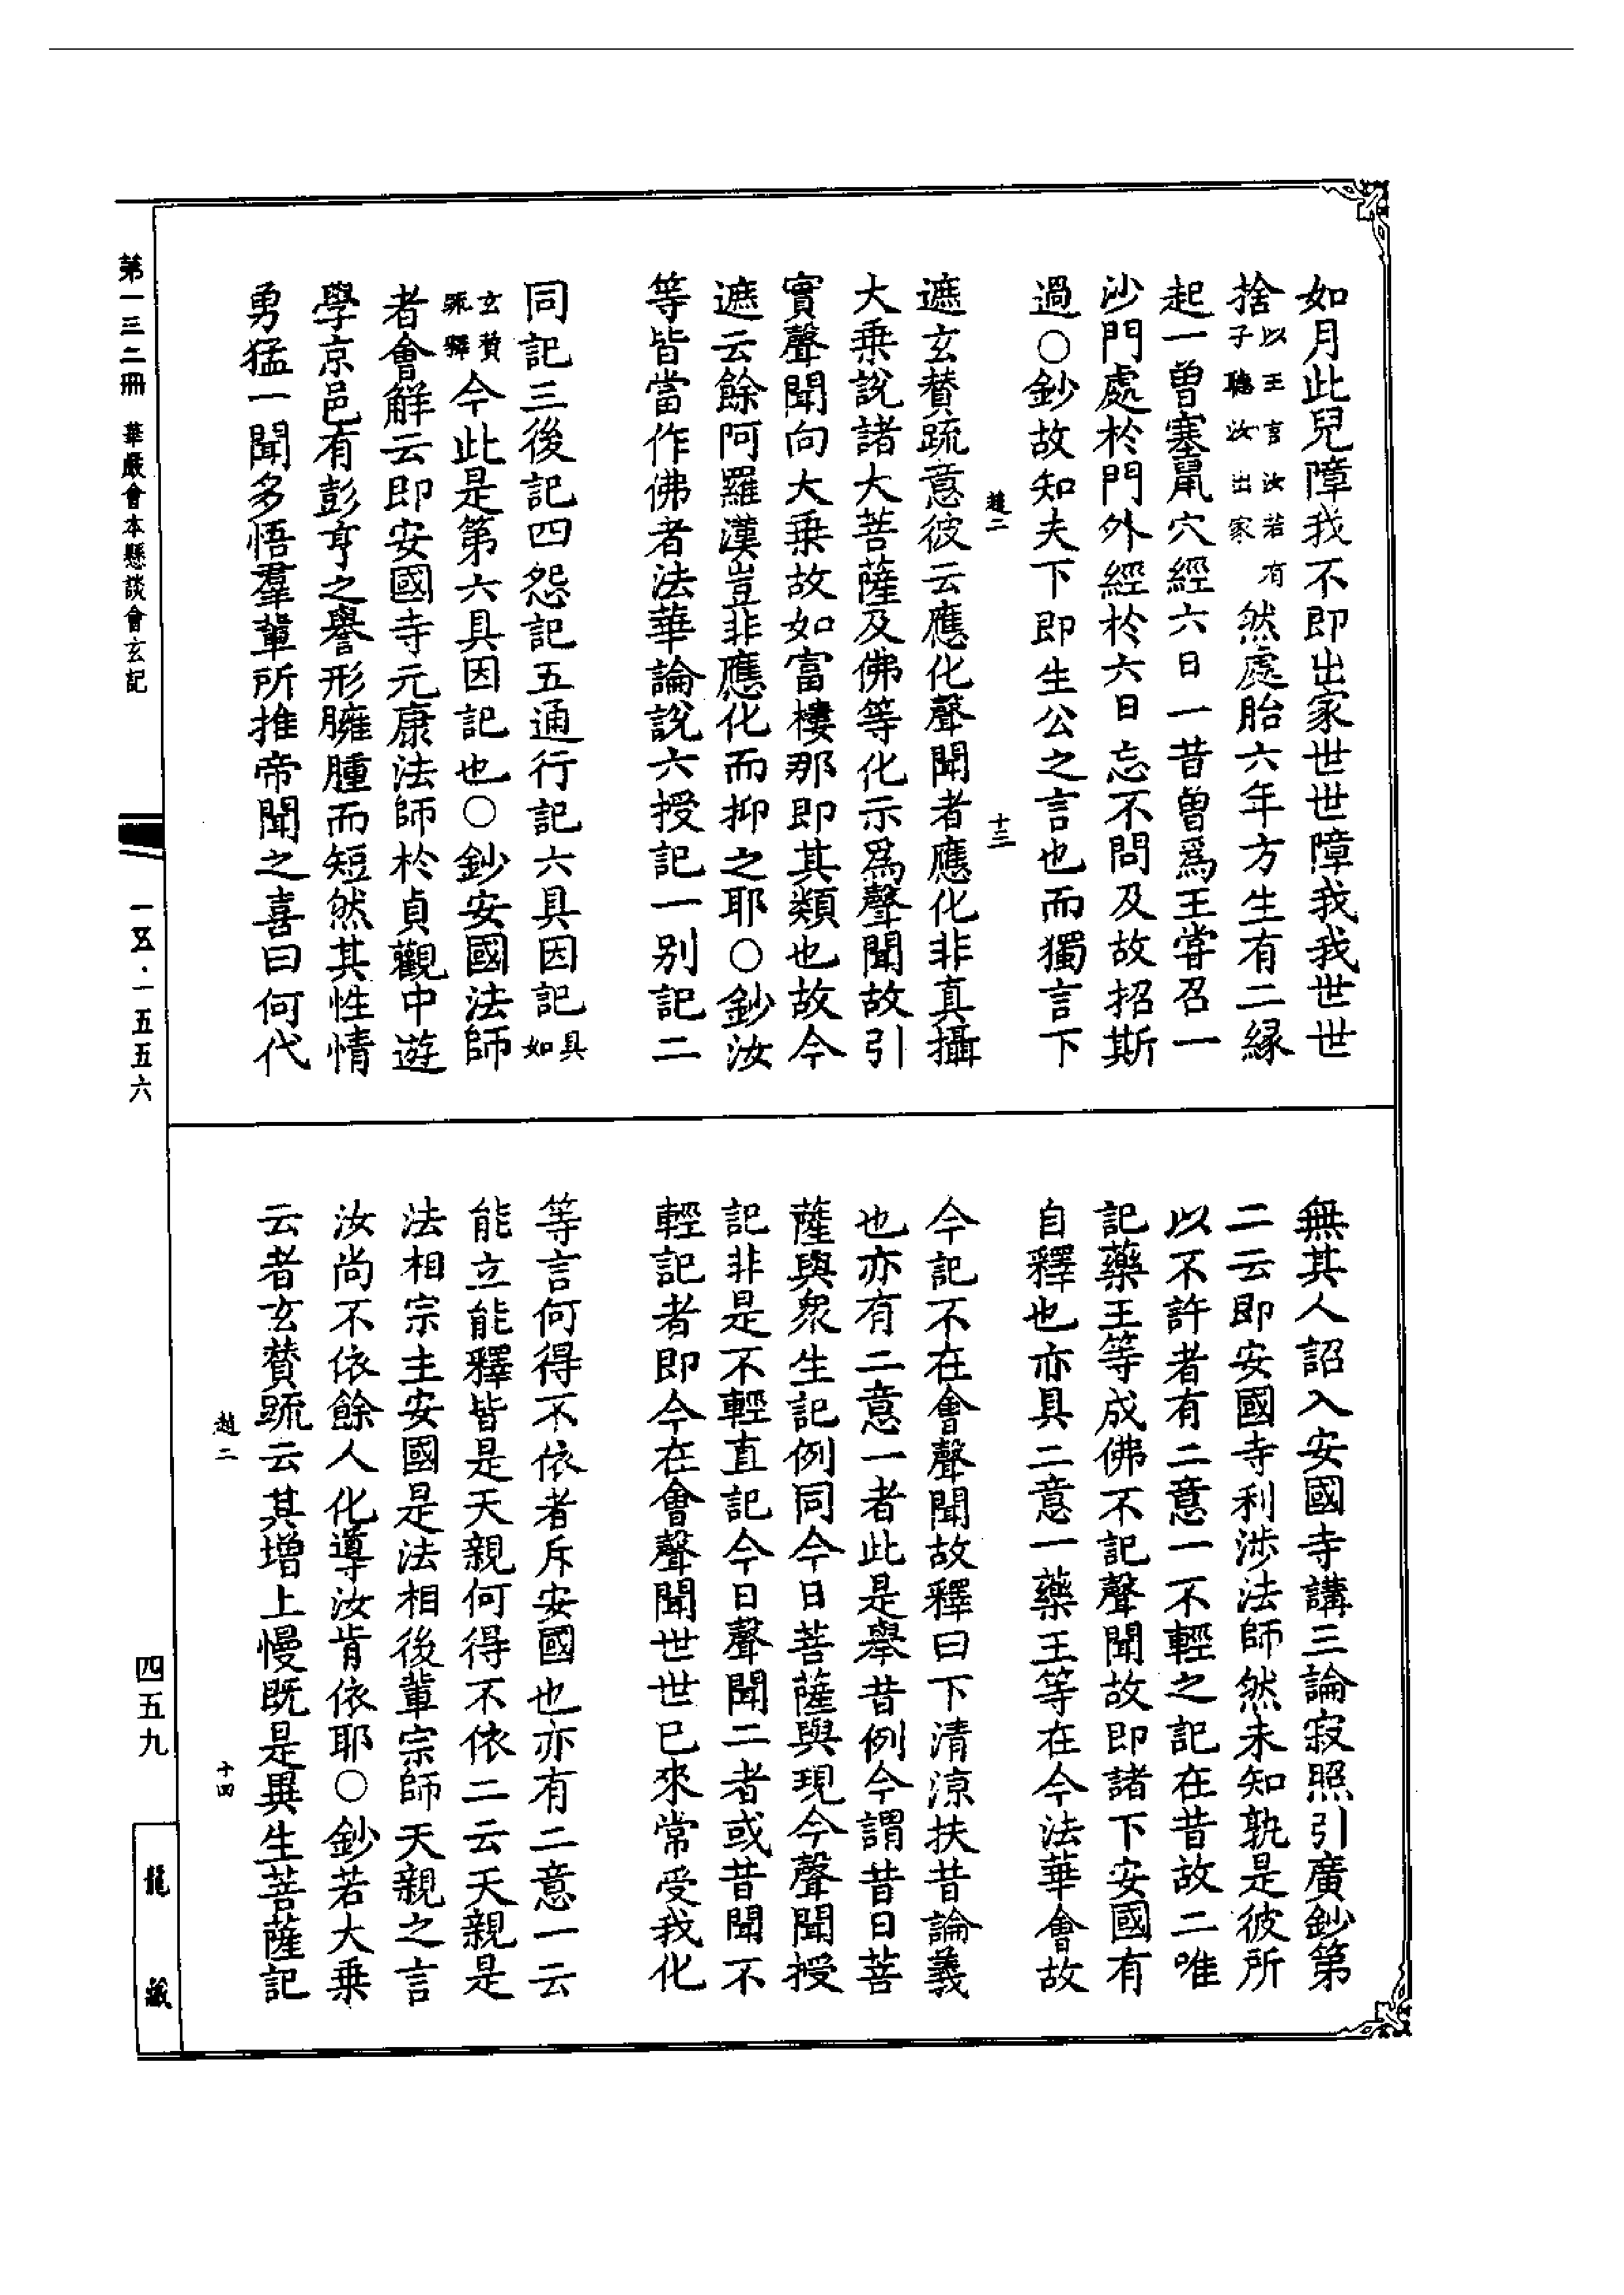 如月此兒障我不即出家世世障我我世世
捨以王言汝若有子聽汝出家然處胎六年方生有二緣
起一曾塞鼠穴經六日一昔曾爲王甞召一
沙門處於門外經於六日忘不問及故招斯
過○鈔故知夫下即生公之言也而獨言下
趙二 十三
遮玄賛疏意彼云應化聲聞者應化非真攝
大乗說諸大菩薩及佛等化示爲聲聞故引
實聲聞向大乗故如富樓那即其類也故今
遮云餘阿羅漢豈非應化而抑之耶○鈔汝
等皆當作佛者法華論說六授記一别記二
同記三後記四怨記五通行記六具因記具如
玄賛疏釋今此是第六具因記也○鈔安國法師
者會解云即安國寺元康法師於貞觀中遊
學京邑有彭亨之譽形臃腫而短然其性情
勇猛一聞多悟羣軰所推帝聞之喜曰何代
無其人詔入安國寺講三論寂照引廣鈔第
二云即安國寺利涉法師然未知孰是彼所
以不許者有二意一不輕之記在昔故二唯
記藥王等成佛不記聲聞故即諸下安國有
自釋也亦具二意一藥王等在今法華會故
今記不在會聲聞故釋曰下清涼扶昔論義
也亦有二意一者此是舉昔例今謂昔日菩
薩與衆生記例同今日菩薩與現今聲聞授
記非是不輕直記今日聲聞二者或昔聞不
輕記者即今在會聲聞世世已來常受我化
等言何得不依者斥安國也亦有二意一云
能立能釋皆是天親何得不依二云天親是
法相宗主安國是法相後軰宗師天親之言
汝尚不依餘人化導汝肯依耶○鈔若大乗
云者玄賛疏云其增上慢既是異生菩薩記
趙二 十四
第一三二冊 華嚴會本懸談會玄記
一五·一五五六
四五九
龍藏